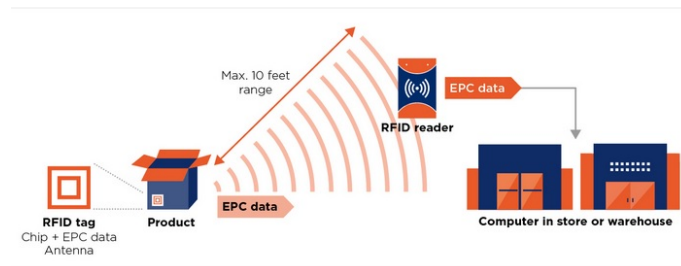 Max. 10 feet
range
EPC data
RFID reader
EPC data
RFID tag
Chip + EPC data
Antenna
Product
Computer in store or warehouse